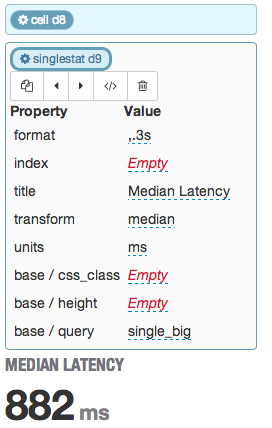 cell d8
singlestat d9
Property Value
format ,.3s
index Empty
title Median Latency
transform median
units ms
base / css_class Empty
base / height Empty
base / query single_big
MEDIAN LATENCY
882 ms